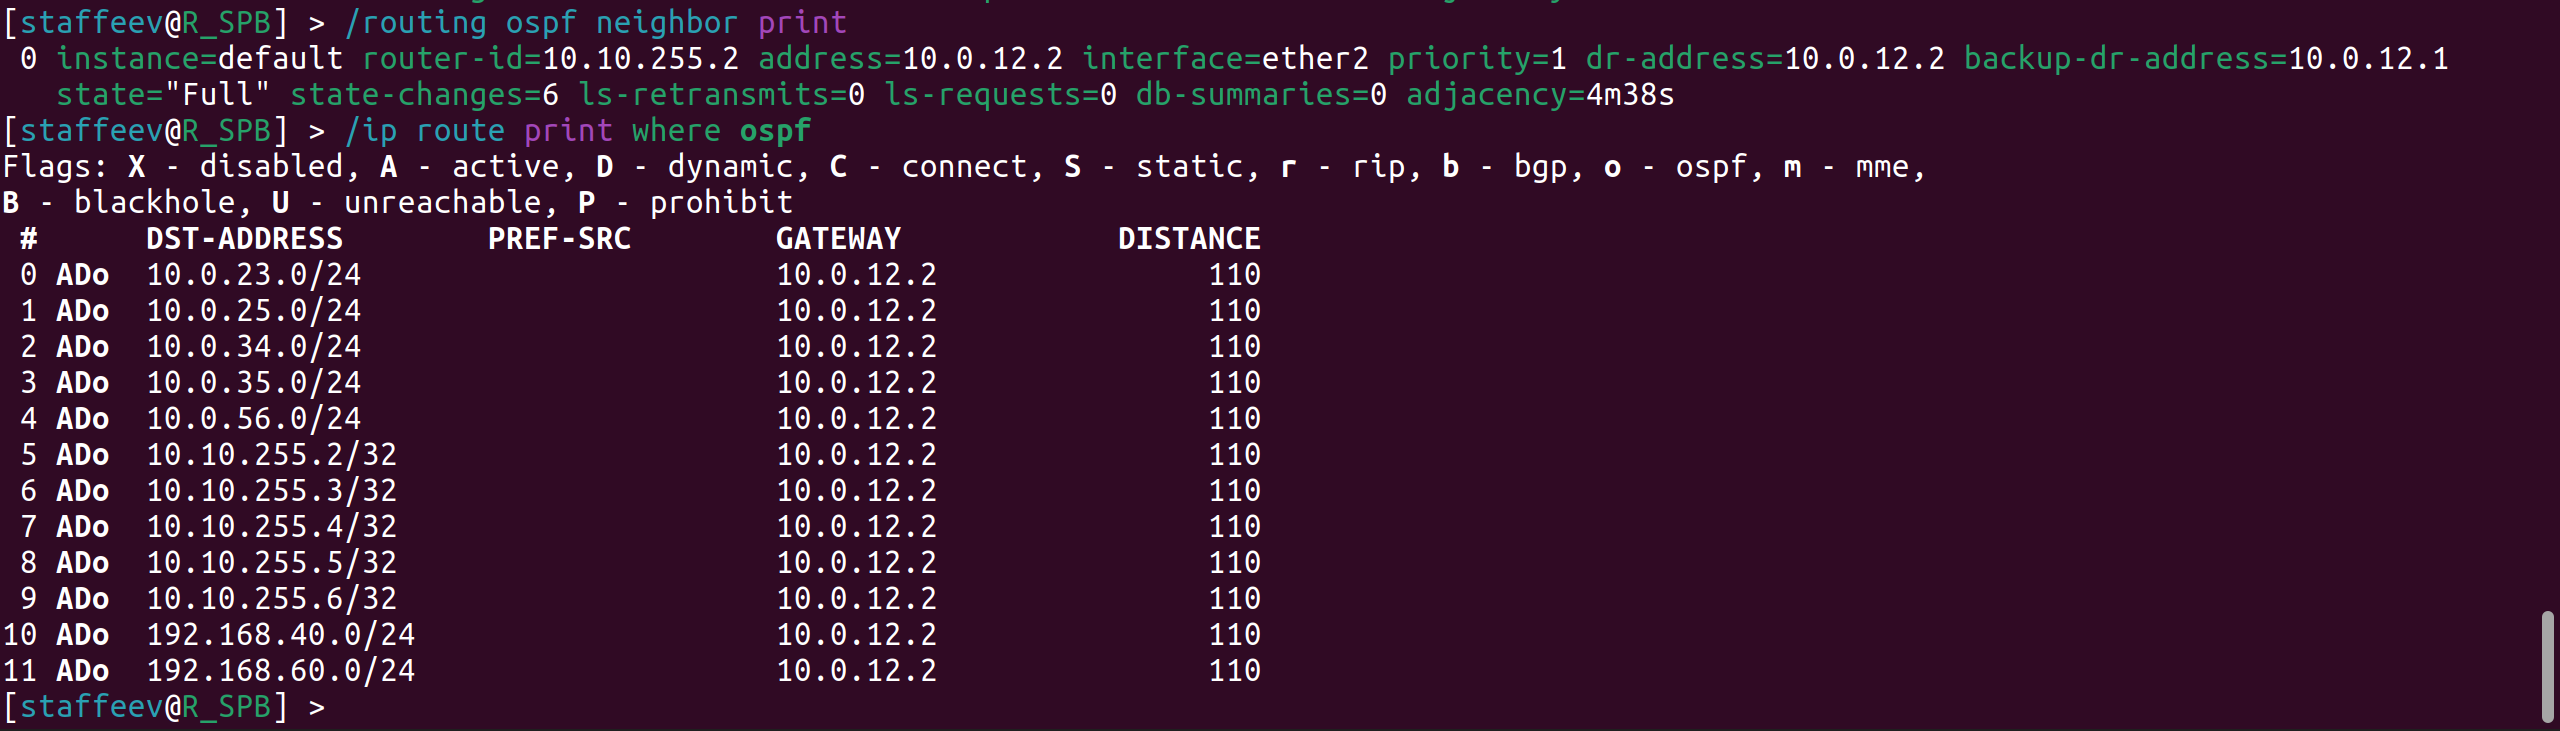 [staffeev@R_SPB] > /routing ospf neighbor print
 0 instance=default router-id=10.10.255.2 address=10.0.12.2 interface=ether2 priority=1 dr-address=10.0.12.2 backup-dr-address=10.0.12.1
   state="Full" state-changes=6 ls-retransmits=0 ls-requests=0 db-summaries=0 adjacency=4m38s
[staffeev@R_SPB] > /ip route print where ospf
Flags: X - disabled, A - active, D - dynamic, C - connect, S - static, r - rip, b - bgp, o - ospf, m - mme,
B - blackhole, U - unreachable, P - prohibit
 #      DST-ADDRESS        PREF-SRC        GATEWAY            DISTANCE
 0 ADo  10.0.23.0/24                       10.0.12.2               110
 1 ADo  10.0.25.0/24                       10.0.12.2               110
 2 ADo  10.0.34.0/24                       10.0.12.2               110
 3 ADo  10.0.35.0/24                       10.0.12.2               110
 4 ADo  10.0.56.0/24                       10.0.12.2               110
 5 ADo  10.10.255.2/32                     10.0.12.2               110
 6 ADo  10.10.255.3/32                     10.0.12.2               110
 7 ADo  10.10.255.4/32                     10.0.12.2               110
 8 ADo  10.10.255.5/32                     10.0.12.2               110
 9 ADo  10.10.255.6/32                     10.0.12.2               110
10 ADo  192.168.40.0/24                    10.0.12.2               110
11 ADo  192.168.60.0/24                    10.0.12.2               110
[staffeev@R_SPB] >